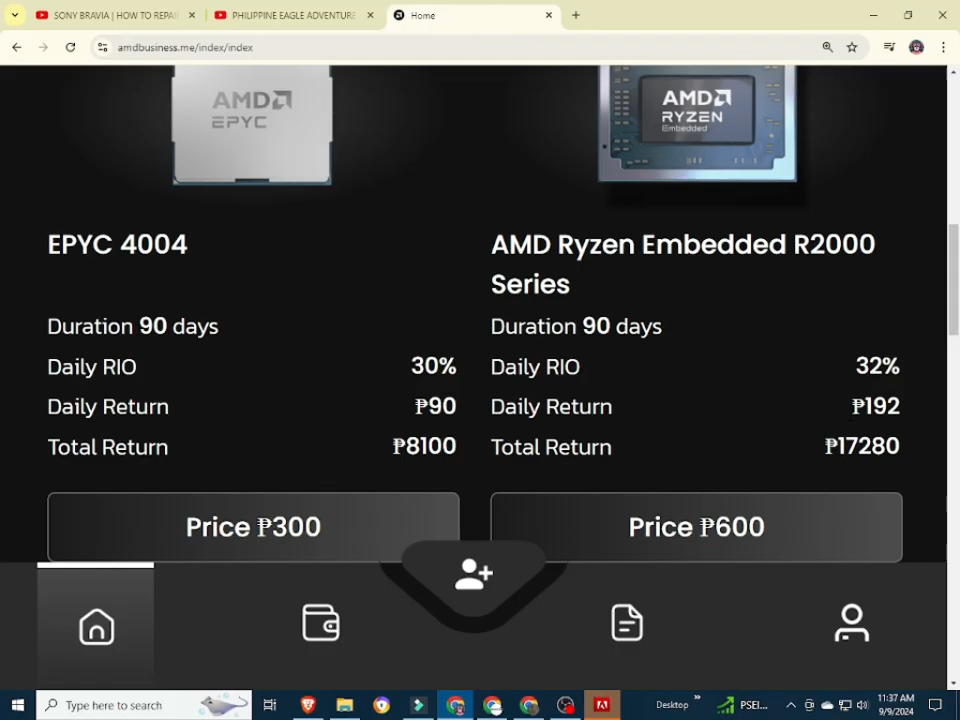 SONY BRAVIA | HOW TO REPAI
PHILIPPINE EAGLE ADVENTURE
Home
amdbusiness.me/index/index
AMD
EPYC
AMD
RYZEN
Embedded
EPYC 4004
Duration 90 days
Daily RIO 30%
Daily Return ₱90
Total Return ₱8100
Price ₱300
AMD Ryzen Embedded R2000
Series
Duration 90 days
Daily RIO 32%
Daily Return ₱192
Total Return ₱17280
Price ₱600
Type here to search
Desktop
PSEI...
11:37 AM
9/9/2024